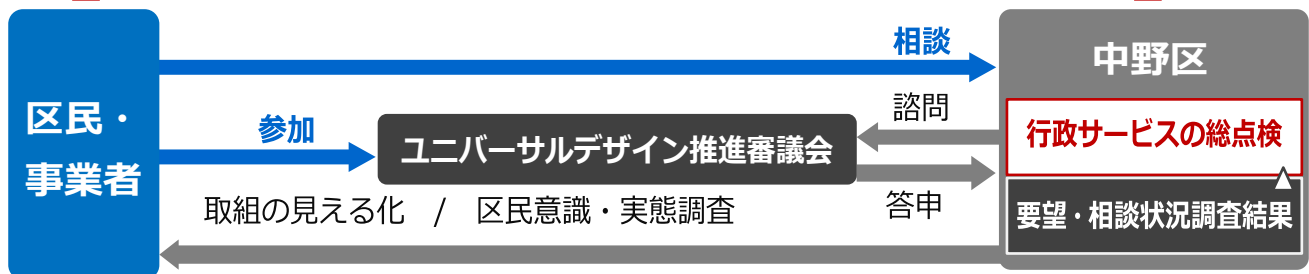 区民・
事業者
相談
参加
ユニバーサルデザイン推進審議会
諮問
答申
取組の見える化 / 区民意識・実態調査
中野区
行政サービスの総点検
要望・相談状況調査結果